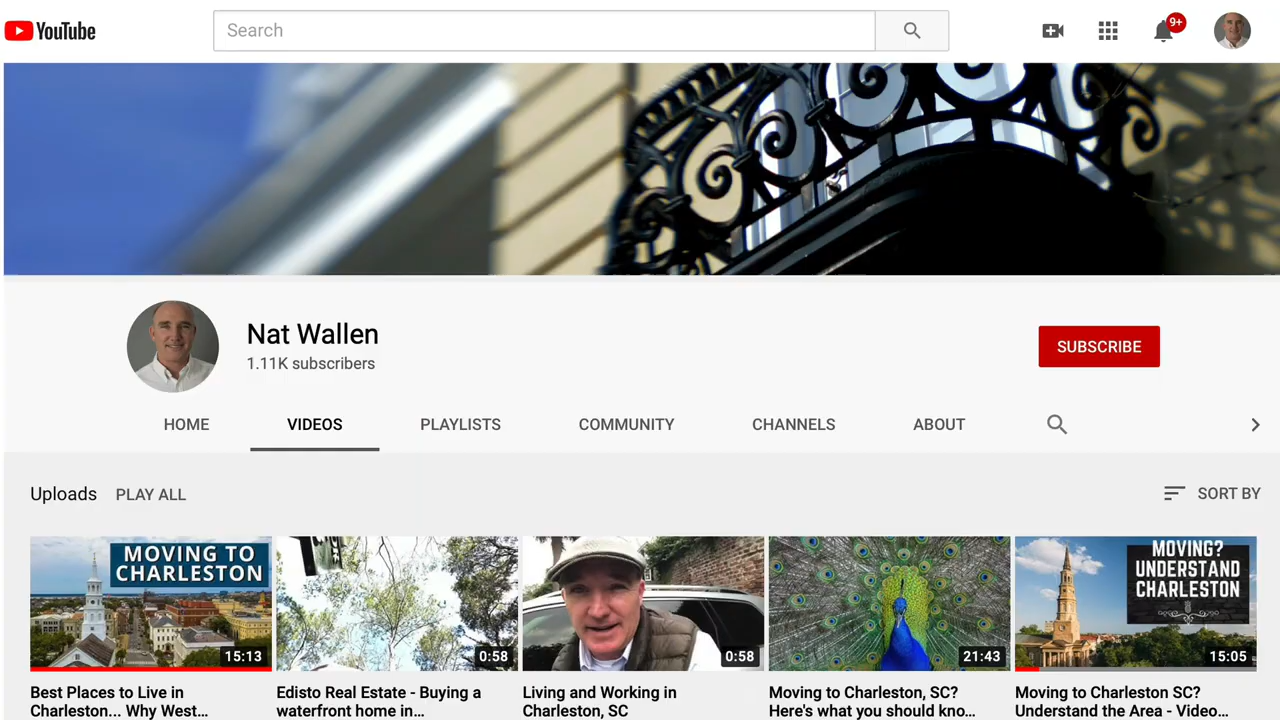 YouTube
Search
9+
Nat Wallen
1.11K subscribers
SUBSCRIBE
HOME
VIDEOS
PLAYLISTS
COMMUNITY
CHANNELS
ABOUT
Uploads
PLAY ALL
SORT BY
MOVING TO
CHARLESTON
15:13
0:58
0:58
21:43
MOVING?
UNDERSTAND
CHARLESTON
15:05
Best Places to Live in
Charleston... Why West...
Edisto Real Estate - Buying a
waterfront home in...
Living and Working in
Charleston, SC
Moving to Charleston, SC?
Here's what you should kno...
Moving to Charleston SC?
Understand the Area - Video...